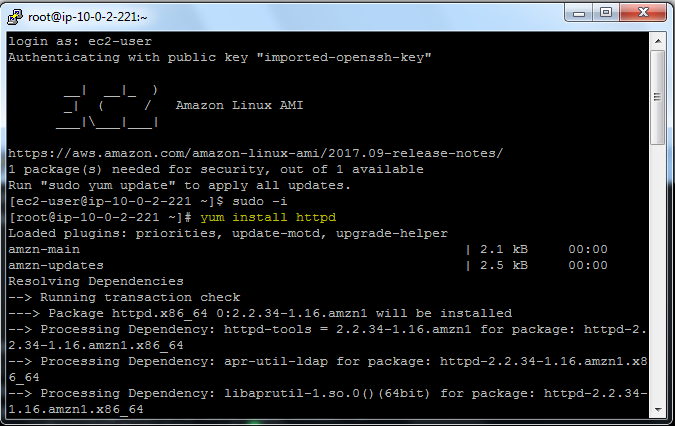 root@ip-10-0-2-221:~
login as: ec2-user
Authenticating with public key "imported-openssh-key"
       __|  __|_  )
       _|  (     /   Amazon Linux AMI
      ___|\___|___|
https://aws.amazon.com/amazon-linux-ami/2017.09-release-notes/
1 package(s) needed for security, out of 1 available
Run "sudo yum update" to apply all updates.
[ec2-user@ip-10-0-2-221 ~]$ sudo -i
[root@ip-10-0-2-221 ~]# yum install httpd
Loaded plugins: priorities, update-motd, upgrade-helper
amzn-main | 2.1 kB 00:00
amzn-updates | 2.5 kB 00:00
Resolving Dependencies
--> Running transaction check
---> Package httpd.x86_64 0:2.2.34-1.16.amzn1 will be installed
--> Processing Dependency: httpd-tools = 2.2.34-1.16.amzn1 for package: httpd-2.
2.34-1.16.amzn1.x86_64
--> Processing Dependency: apr-util-ldap for package: httpd-2.2.34-1.16.amzn1.x8
6_64
--> Processing Dependency: libaprutil-1.so.0()(64bit) for package: httpd-2.2.34-
1.16.amzn1.x86_64